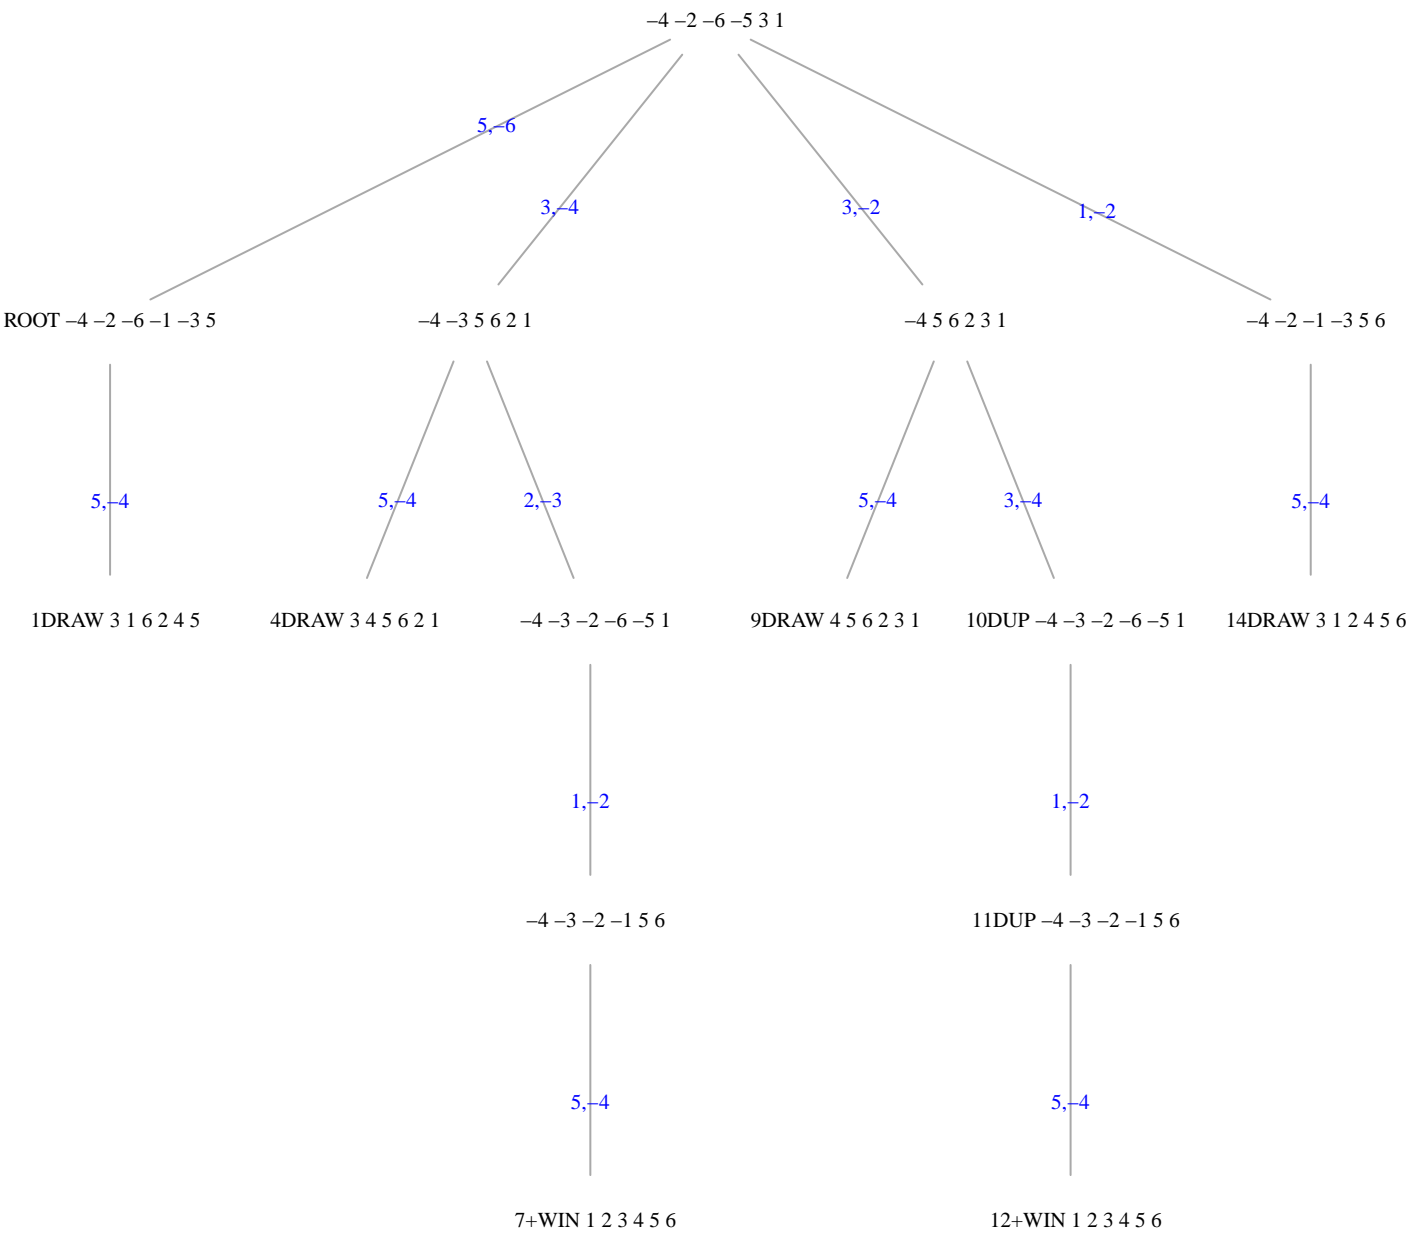 –4 –2 –6 –5 3 1
5,–6
3,–4
3,–2
1,–2
ROOT –4 –2 –6 –1 –3 5
–4 –3 5 6 2 1
–4 5 6 2 3 1
–4 –2 –1 –3 5 6
5,–4
5,–4
2,–3
5,–4
3,–4
5,–4
1DRAW 3 1 6 2 4 5
4DRAW 3 4 5 6 2 1
–4 –3 –2 –6 –5 1
9DRAW 4 5 6 2 3 1
10DUP –4 –3 –2 –6 –5 1
14DRAW 3 1 2 4 5 6
1,–2
1,–2
–4 –3 –2 –1 5 6
11DUP –4 –3 –2 –1 5 6
5,–4
5,–4
7+WIN 1 2 3 4 5 6
12+WIN 1 2 3 4 5 6